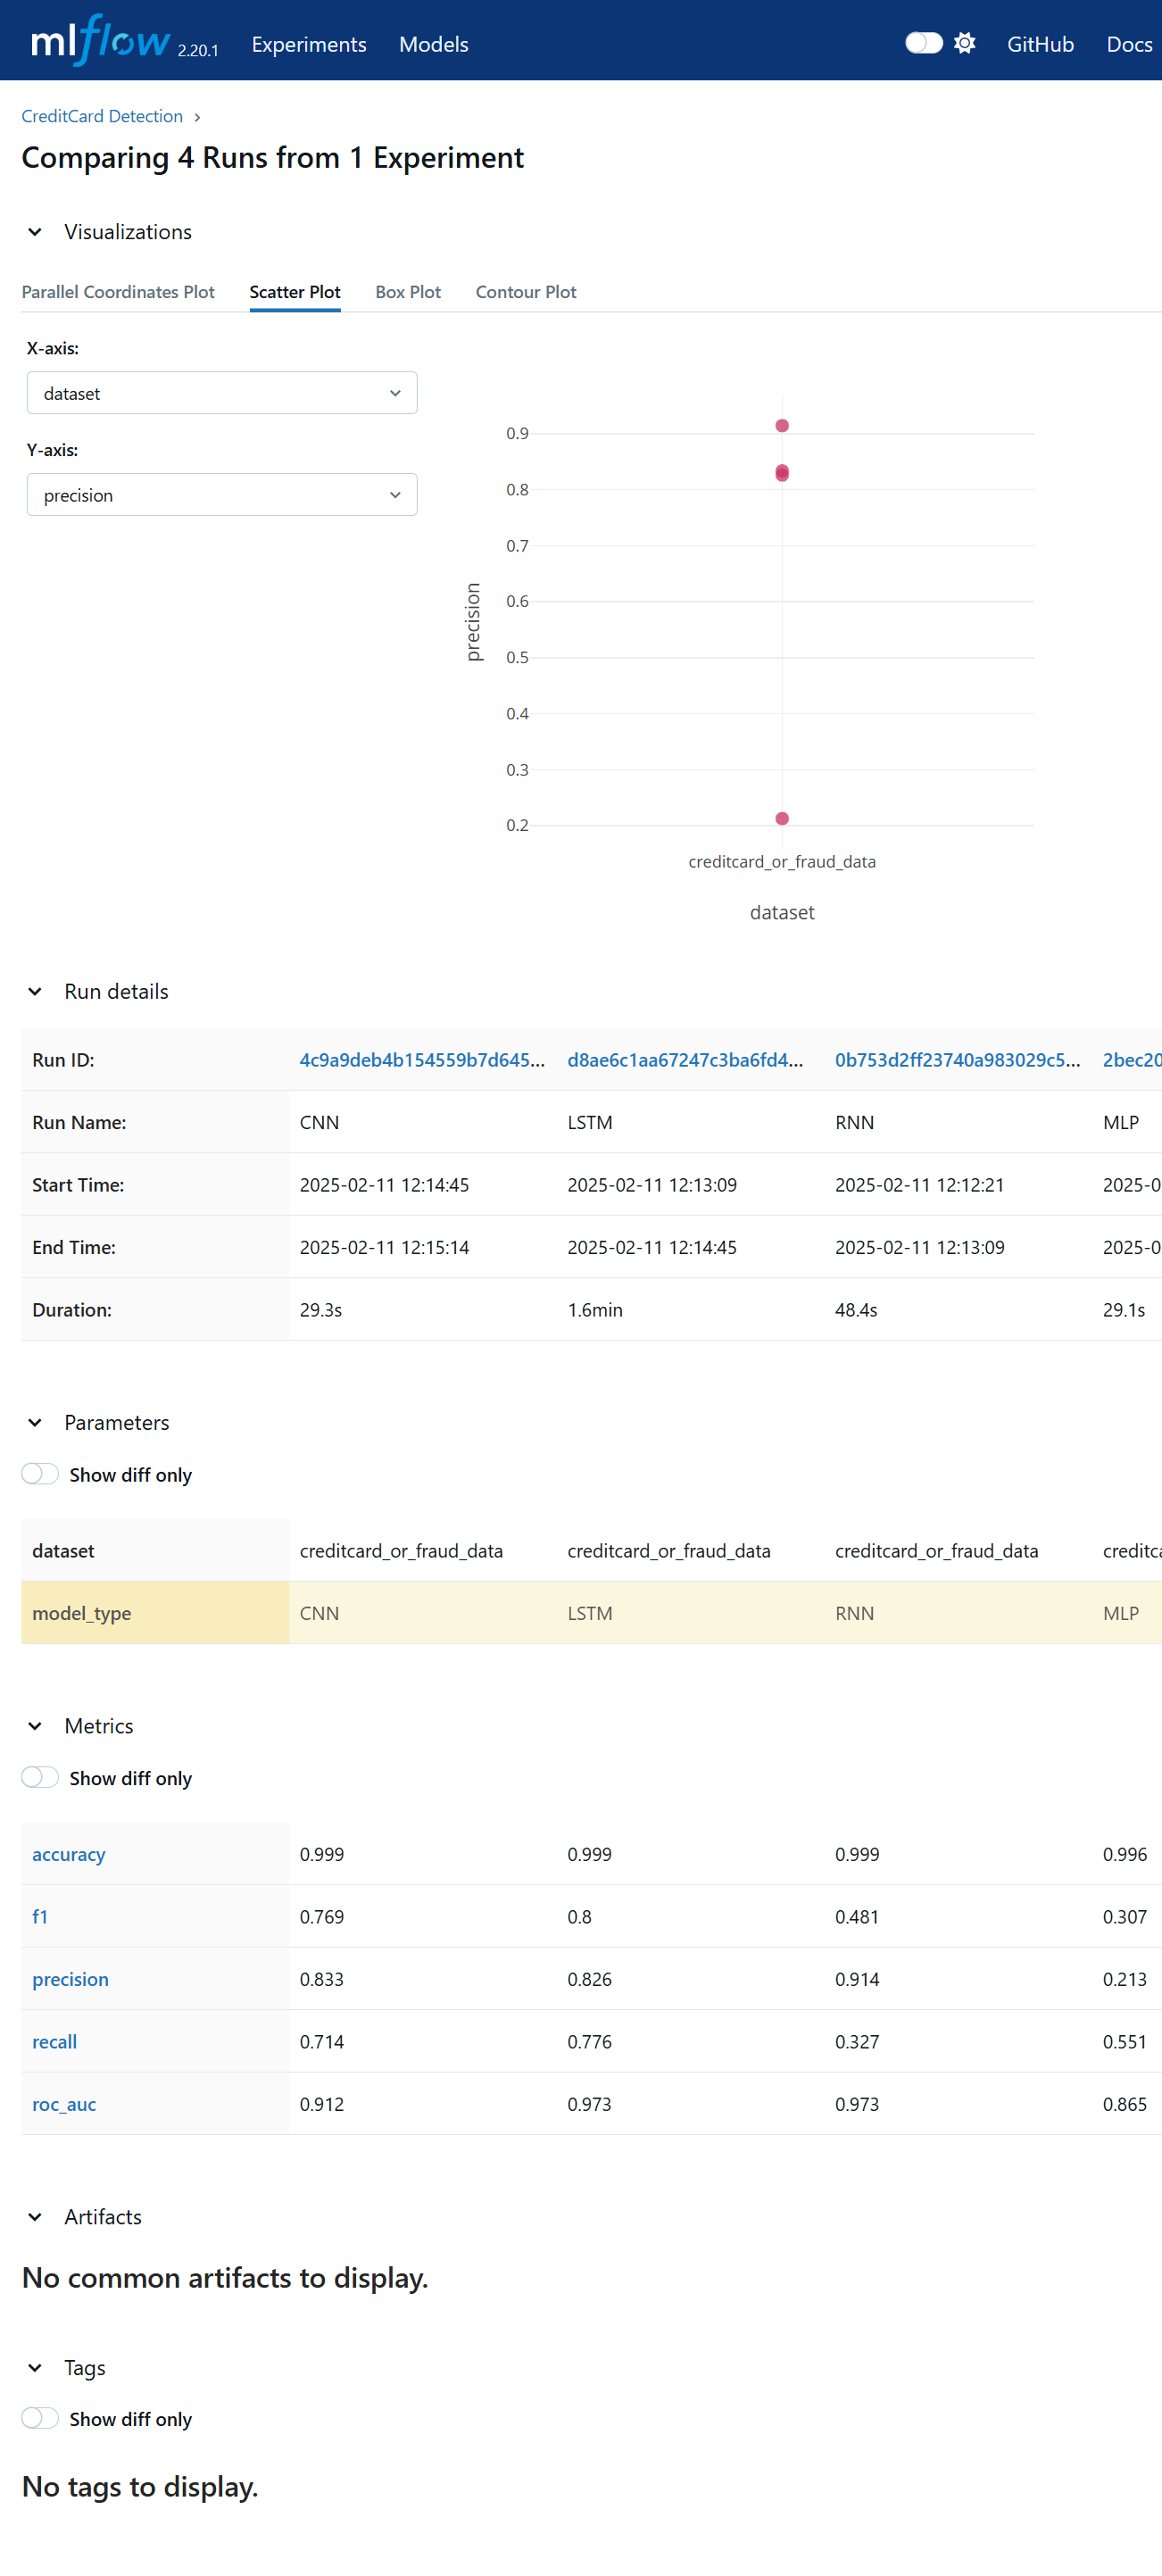 mlflow 2.20.1 Experiments Models GitHub Docs
CreditCard Detection ›
Comparing 4 Runs from 1 Experiment
Visualizations
Parallel Coordinates Plot Scatter Plot Box Plot Contour Plot
X-axis:
dataset
Y-axis:
precision
0.9
0.8
0.7
0.6
0.5
0.4
0.3
0.2
precision
creditcard_or_fraud_data
dataset
Run details
Run ID: 4c9a9deb4b154559b7d645... d8ae6c1aa67247c3ba6fd4... 0b753d2ff23740a983029c5... 2bec20
Run Name: CNN LSTM RNN MLP
Start Time: 2025-02-11 12:14:45 2025-02-11 12:13:09 2025-02-11 12:12:21 2025-0
End Time: 2025-02-11 12:15:14 2025-02-11 12:14:45 2025-02-11 12:13:09 2025-0
Duration: 29.3s 1.6min 48.4s 29.1s
Parameters
Show diff only
dataset creditcard_or_fraud_data creditcard_or_fraud_data creditcard_or_fraud_data creditc
model_type CNN LSTM RNN MLP
Metrics
Show diff only
accuracy 0.999 0.999 0.999 0.996
f1 0.769 0.8 0.481 0.307
precision 0.833 0.826 0.914 0.213
recall 0.714 0.776 0.327 0.551
roc_auc 0.912 0.973 0.973 0.865
Artifacts
No common artifacts to display.
Tags
Show diff only
No tags to display.